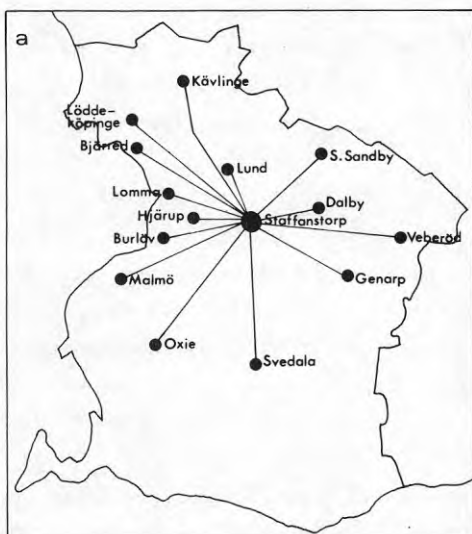 a
Kävlinge
Lödde-
köpinge
Bjärred
Lund
S.Sandby
Lomma
Dalby
Hjärup
Staffanstorp
Burlöv
Veberöd
Malmö
Genarp
Oxie
Svedala